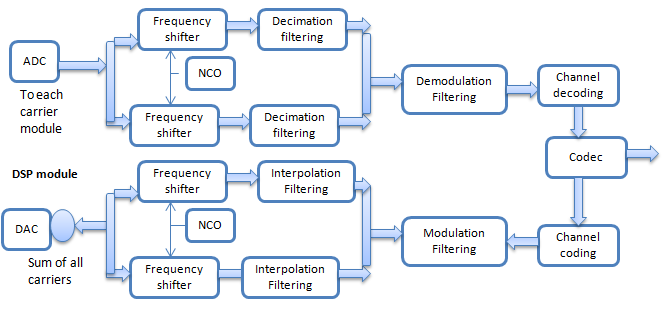 Frequency
shifter
Decimation
filtering
ADC
NCO
To each
carrier
module
Demodulation
Filtering
Channel
decoding
Frequency
shifter
Decimation
filtering
Codec
DSP module
Frequency
shifter
Interpolation
Filtering
DAC
NCO
Modulation
Filtering
Channel
coding
Sum of all
carriers
Frequency
shifter
Interpolation
Filtering